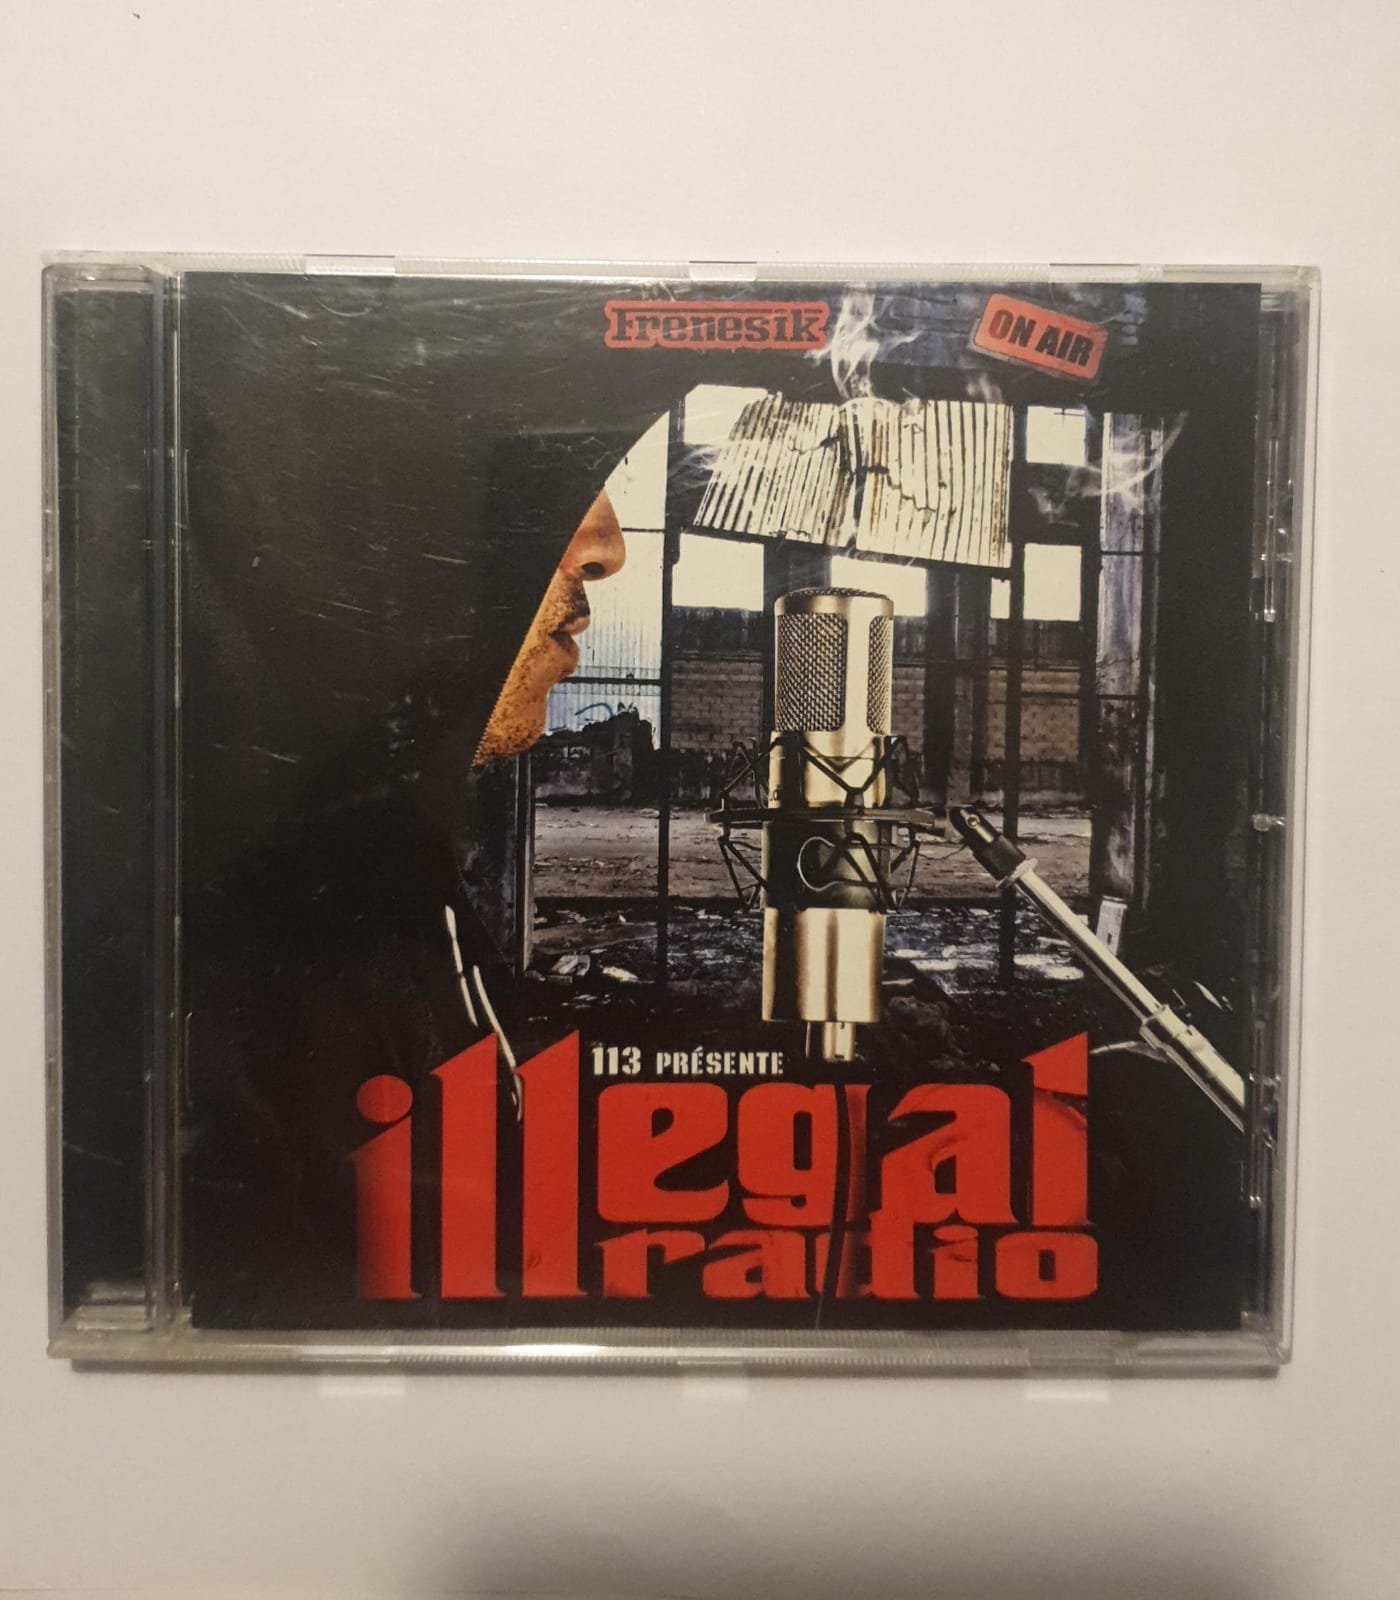 Frenesik
ON AIR
113 PRÉSENTE
illegal
radio